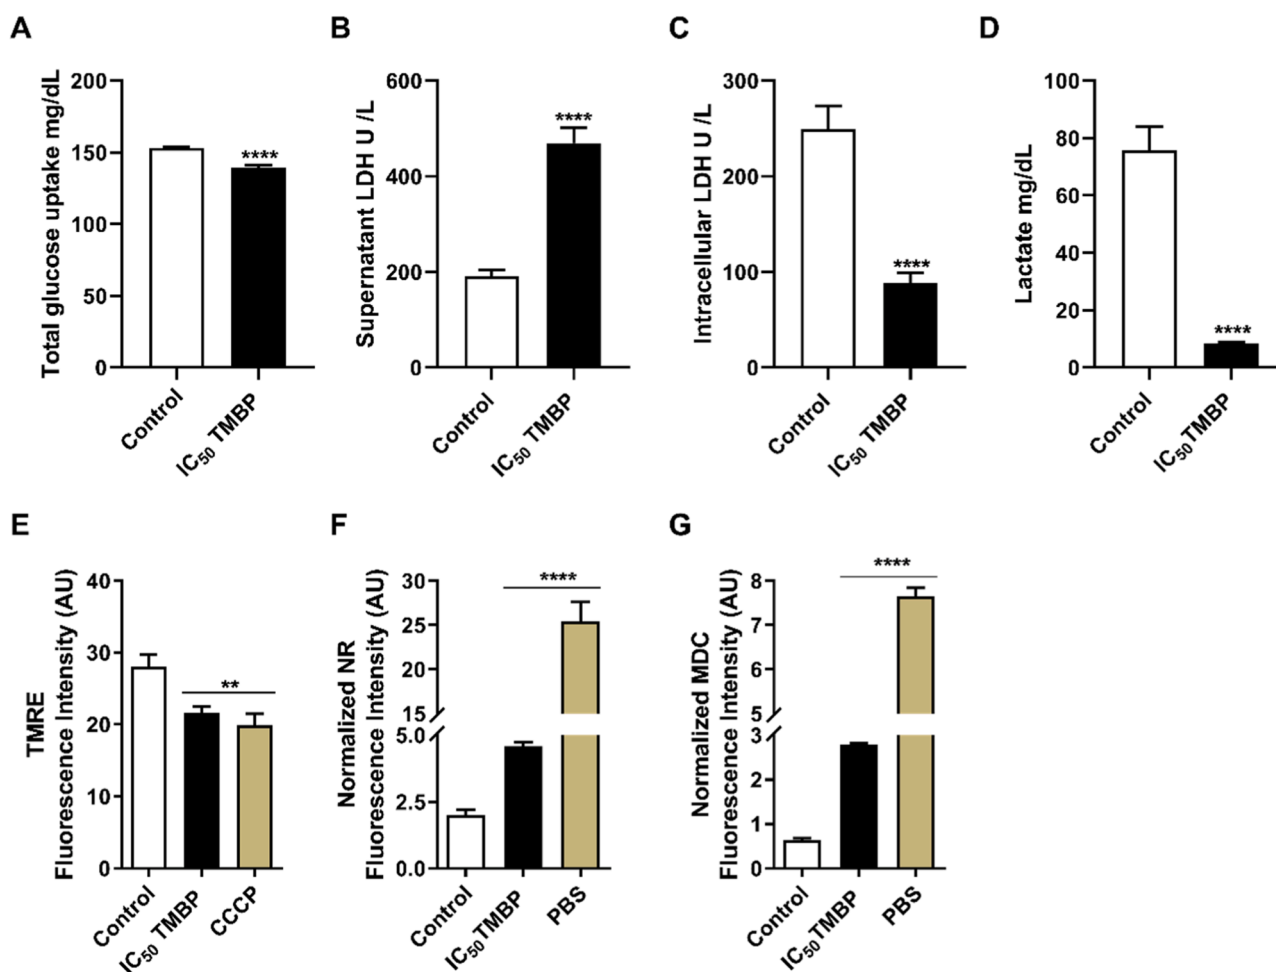 A
Total glucose uptake mg/dL
200
150
100
50
0
****
Control
IC50 TMBP
B
Supernatant LDH U /L
600
400
200
0
****
Control
IC50 TMBP
C
Intracellular LDH U /L
300
200
100
0
****
Control
IC50 TMBP
D
Lactate mg/dL
100
80
60
40
20
0
****
Control
IC50 TMBP
E
TMRE
Fluorescence Intensity (AU)
40
30
20
10
0
**
Control
IC50 TMBP
CCCP
F
Normalized NR
Fluorescence Intensity (AU)
30
25
20
15
5.0
2.5
0.0
****
Control
IC50 TMBP
PBS
G
Normalized MDC
Fluorescence Intensity (AU)
8
7
6
5
3
2
1
0
****
Control
IC50 TMBP
PBS